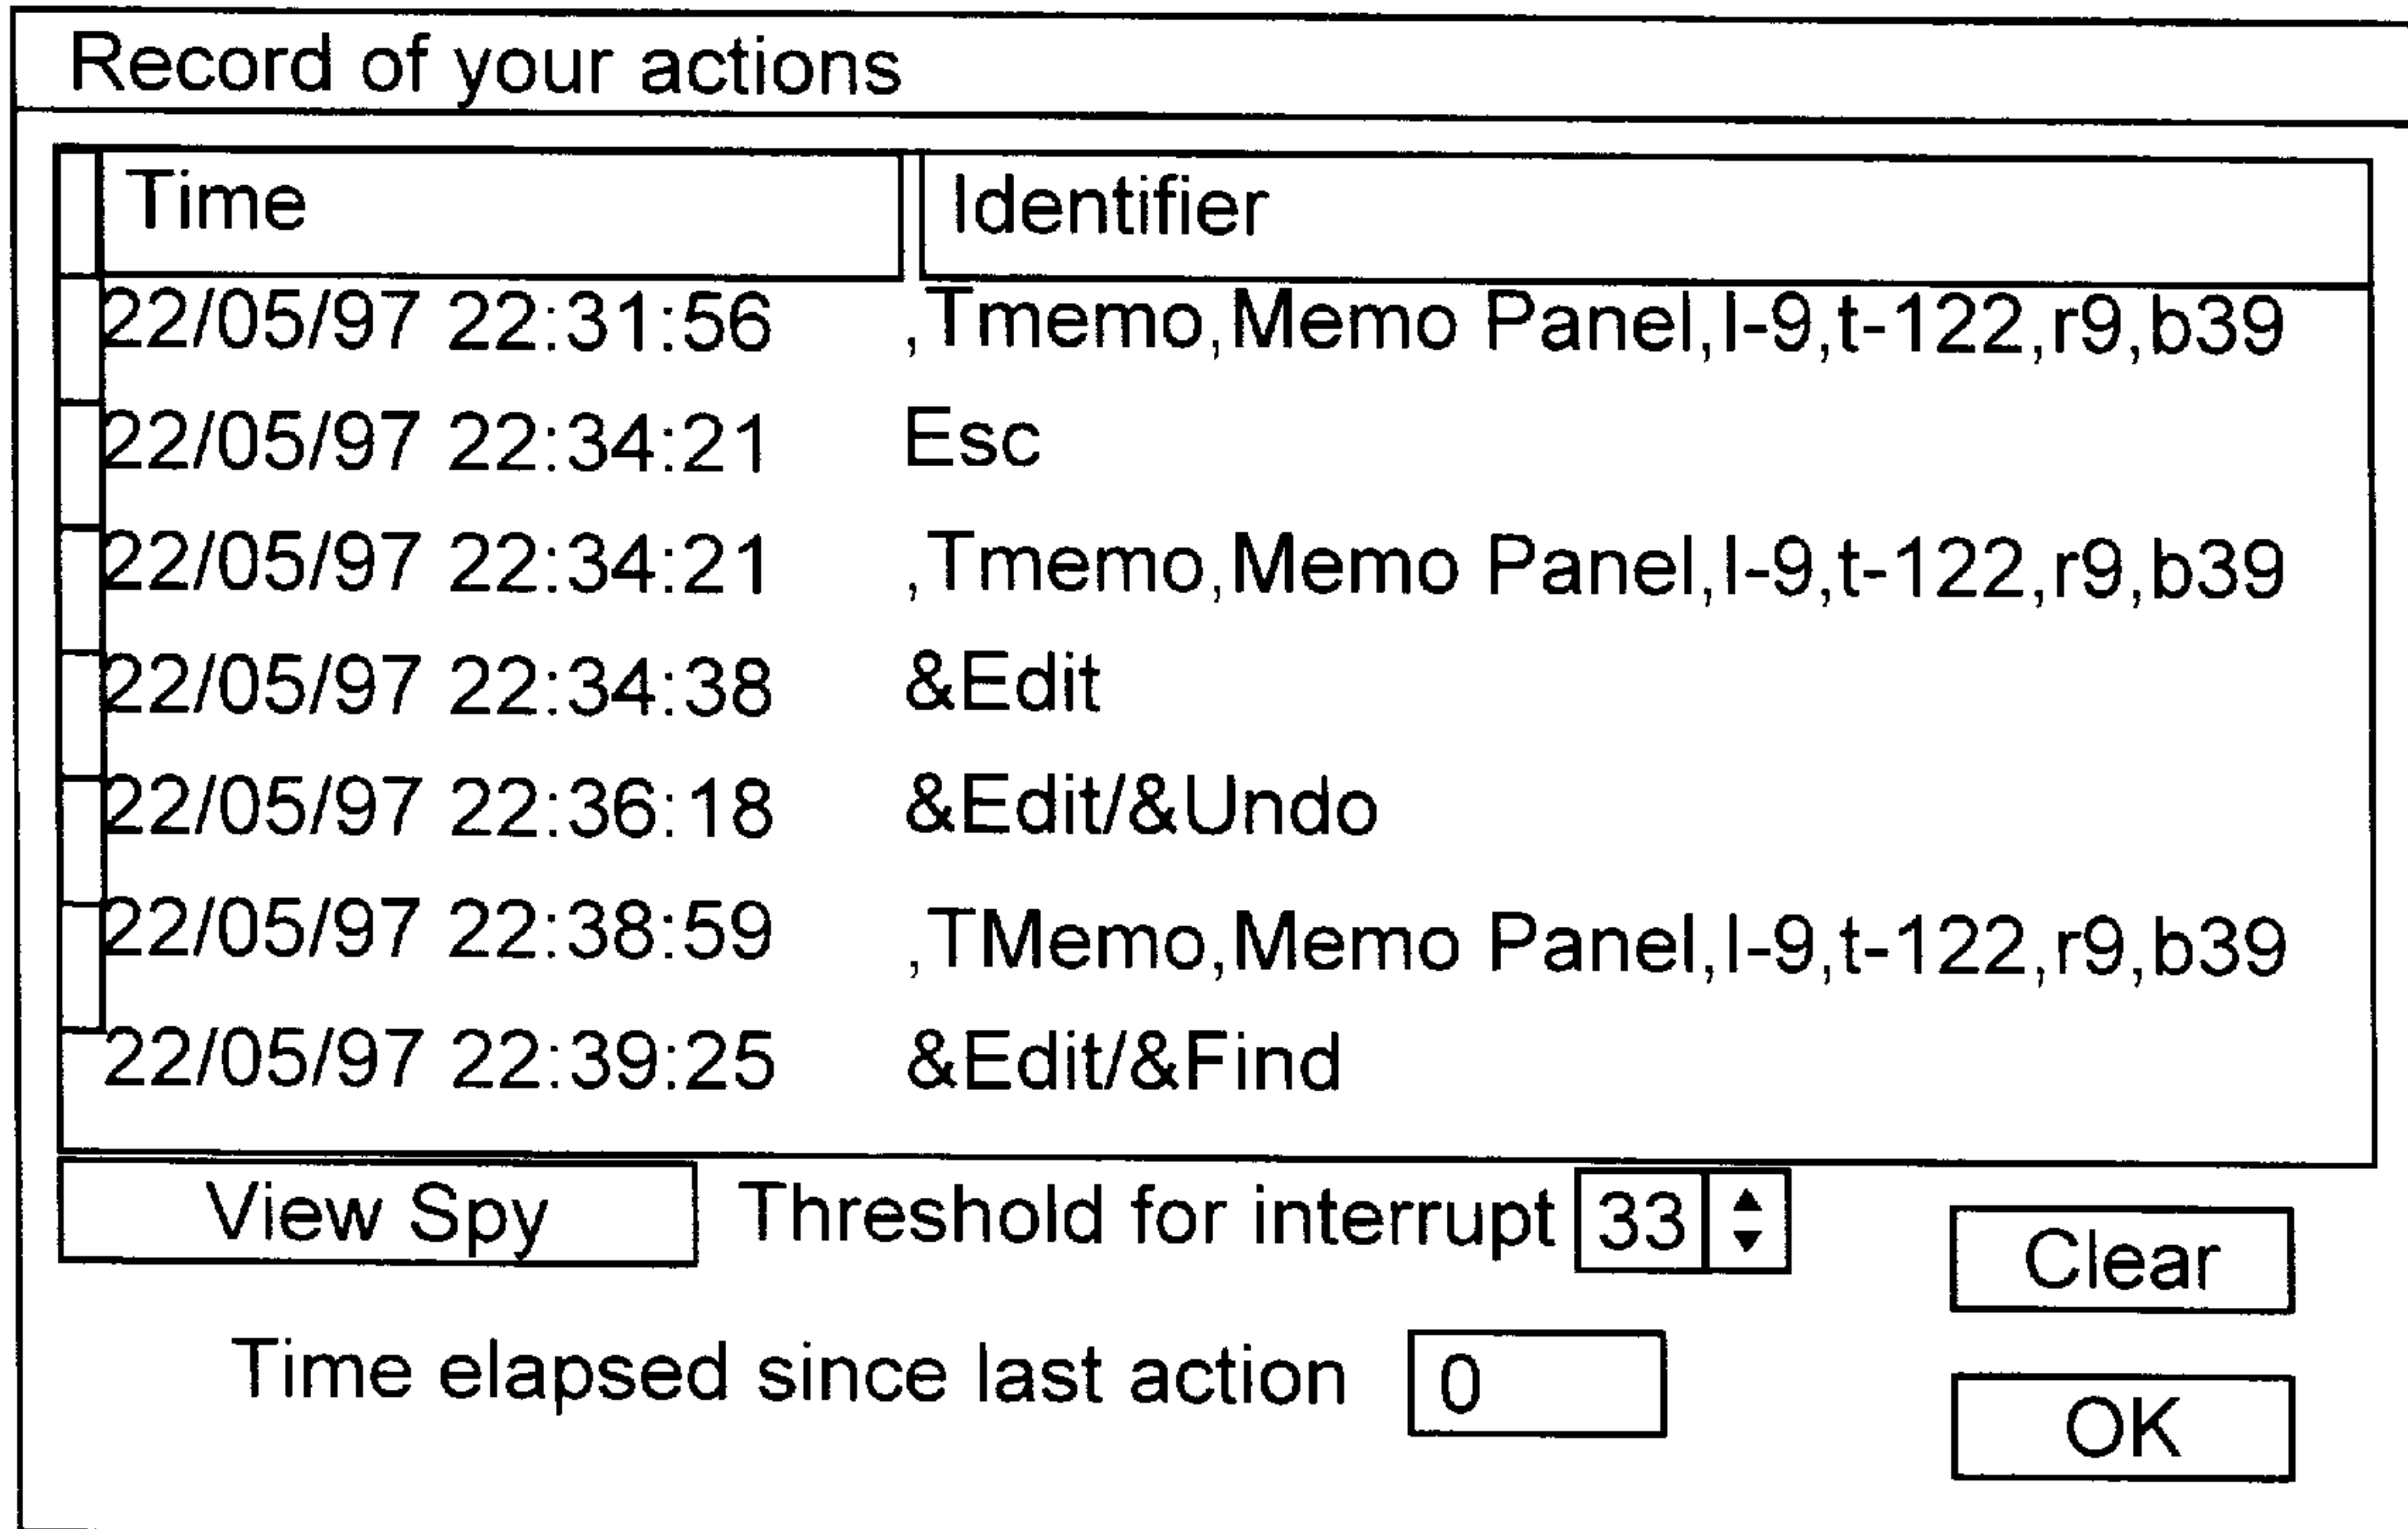 Record of your actions
Time Identifier
22/05/97 22:31:56 ,Tmemo,Memo Panel,l-9,t-122,r9,b39
22/05/97 22:34:21 Esc
22/05/97 22:34:21 ,Tmemo,Memo Panel,l-9,t-122,r9,b39
22/05/97 22:34:38 &Edit
22/05/97 22:36:18 &Edit/&Undo
22/05/97 22:38:59 ,TMemo,Memo Panel,l-9,t-122,r9,b39
22/05/97 22:39:25 &Edit/&Find
View Spy Threshold for interrupt 33
Clear
Time elapsed since last action 0
OK